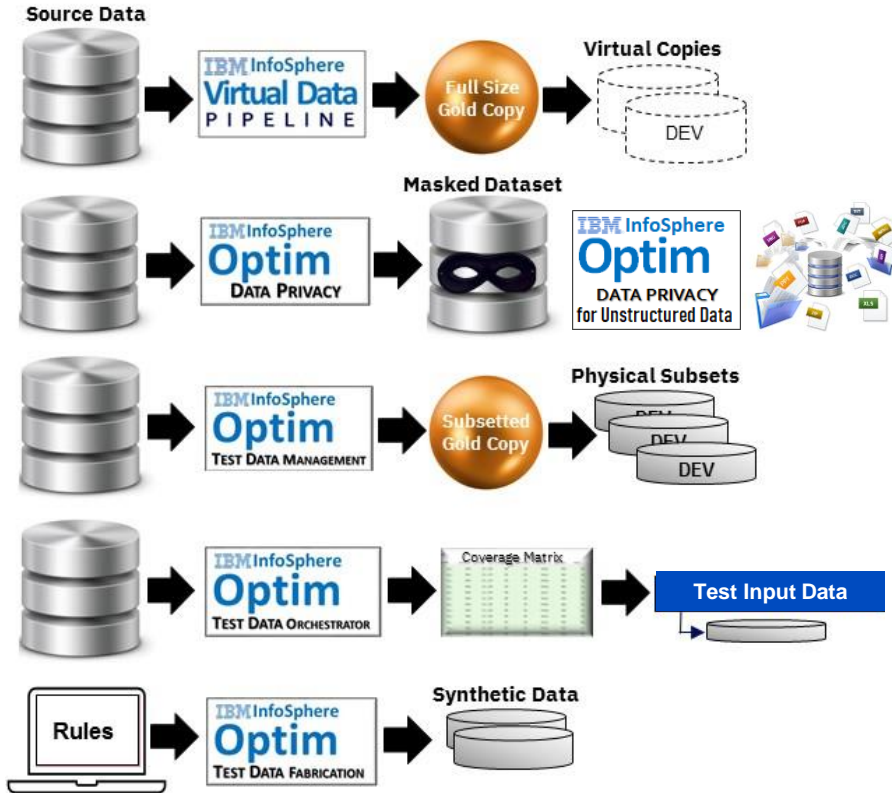 Source Data
IBM InfoSphere
Virtual Data
PIPELINE
Full Size
Gold Copy
Virtual Copies
DEV
Masked Dataset
IBM InfoSphere
Optim
DATA PRIVACY
IBM InfoSphere
Optim
DATA PRIVACY
for Unstructured Data
XLS
IBM InfoSphere
Optim
TEST DATA MANAGEMENT
Subsetted
Gold Copy
Physical Subsets
DEV
DEV
DEV
IBM InfoSphere
Optim
TEST DATA ORCHESTRATOR
Coverage Matrix
Test Input Data
Rules
IBM InfoSphere
Optim
TEST DATA FABRICATION
Synthetic Data